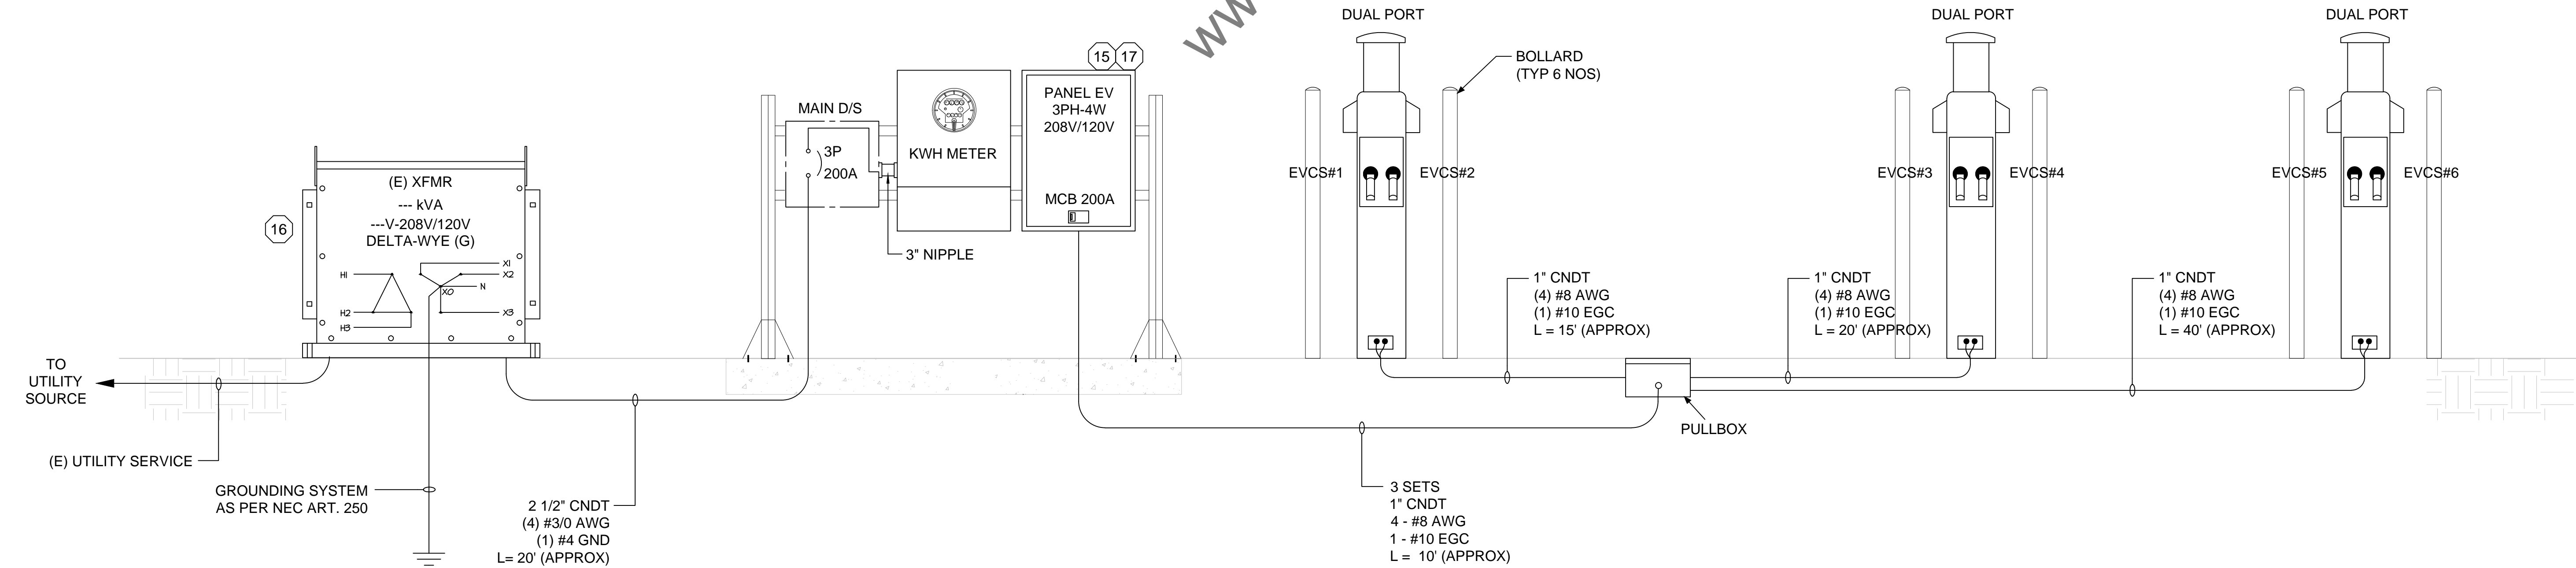 WW
DUAL PORT
DUAL PORT
DUAL PORT
15
17
BOLLARD
(TYP 6 NOS)
MAIN D/S
3P
200A
KWH METER
PANEL EV
3PH-4W
208V/120V
MCB 200A
3" NIPPLE
EVCS#1
EVCS#2
EVCS#3
EVCS#4
EVCS#5
EVCS#6
16
(E) XFMR
--- kVA
---V-208V/120V
DELTA-WYE (G)
H1
H2
H3
X1
X2
N
XO
X3
1" CNDT
(4) #8 AWG
(1) #10 EGC
L = 15' (APPROX)
1" CNDT
(4) #8 AWG
(1) #10 EGC
L = 20' (APPROX)
1" CNDT
(4) #8 AWG
(1) #10 EGC
L = 40' (APPROX)
TO
UTILITY
SOURCE
PULLBOX
(E) UTILITY SERVICE
GROUNDING SYSTEM
AS PER NEC ART. 250
2 1/2" CNDT
(4) #3/0 AWG
(1) #4 GND
L= 20' (APPROX)
3 SETS
1" CNDT
4 - #8 AWG
1 - #10 EGC
L = 10' (APPROX)